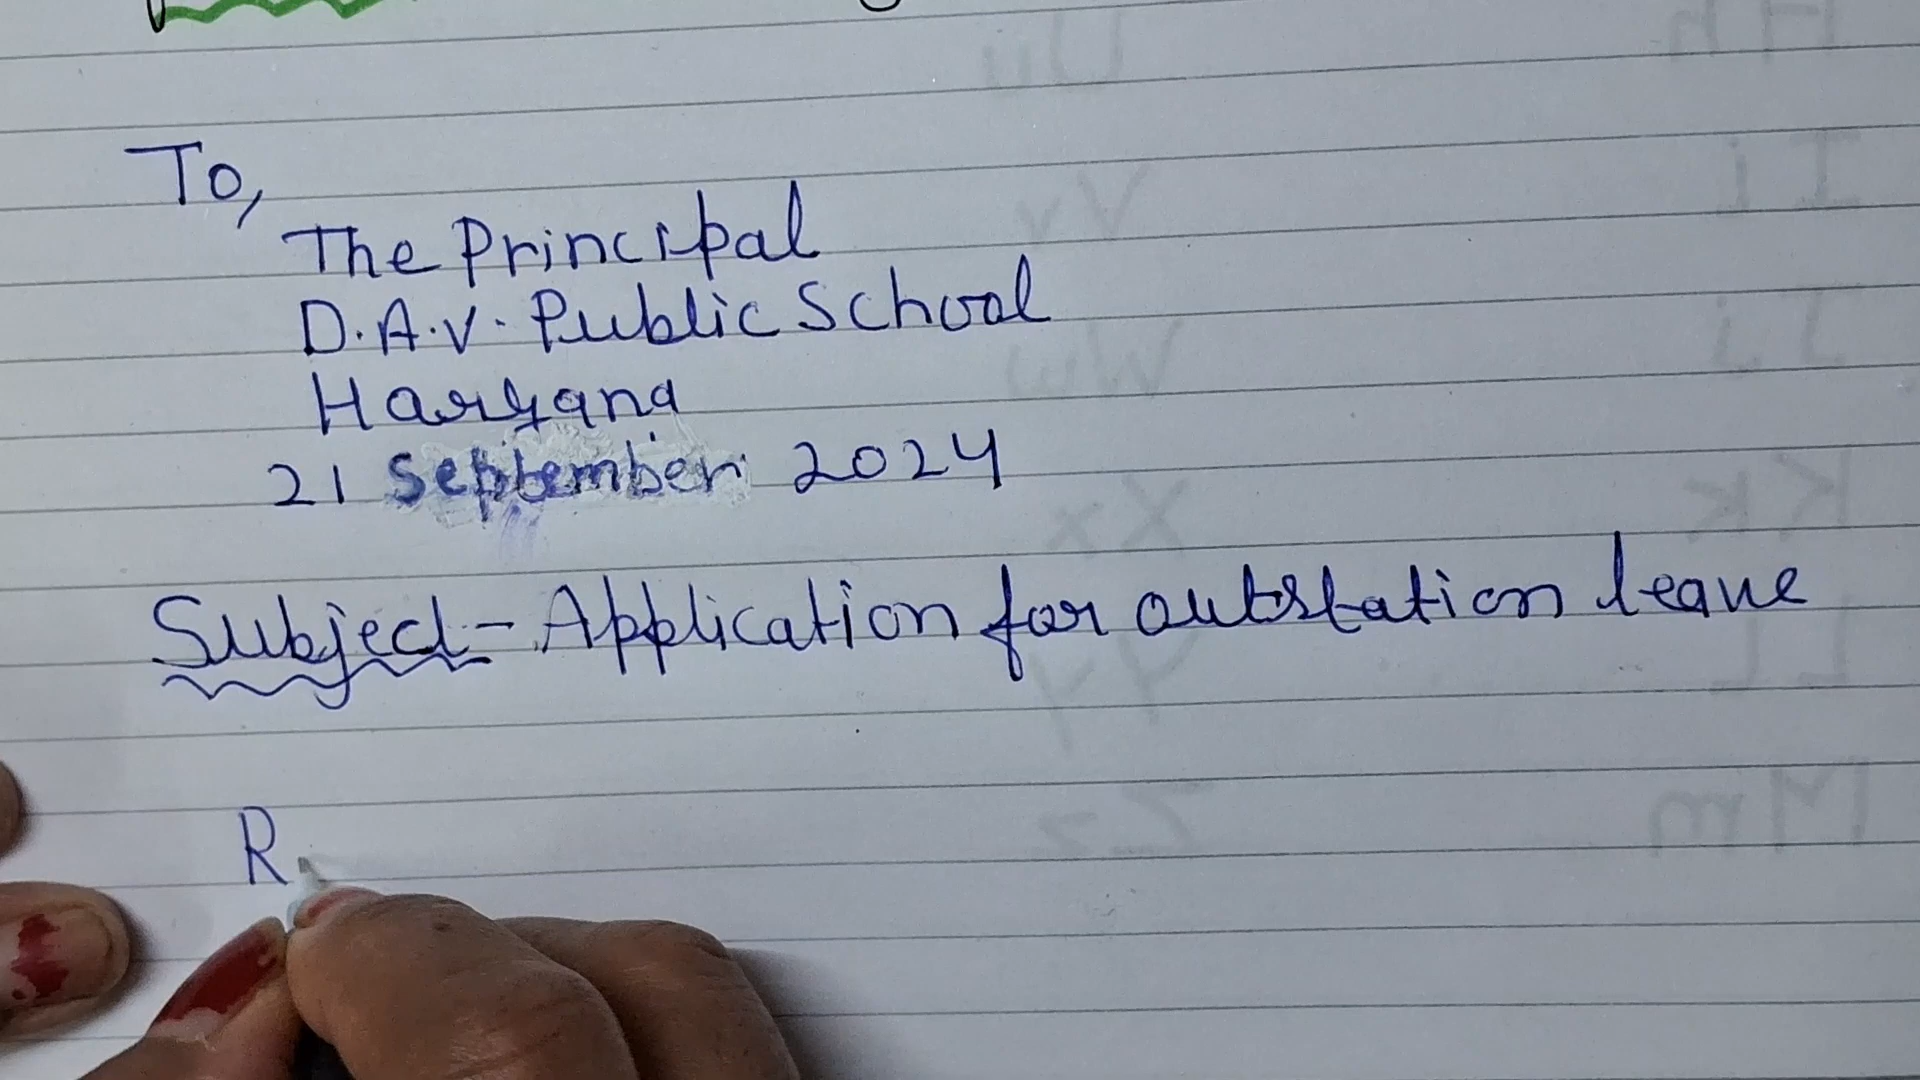 To,
The Principal
D.A.V. Public School
Haryana
21 September 2024
Subject - Application for outstation leave
R